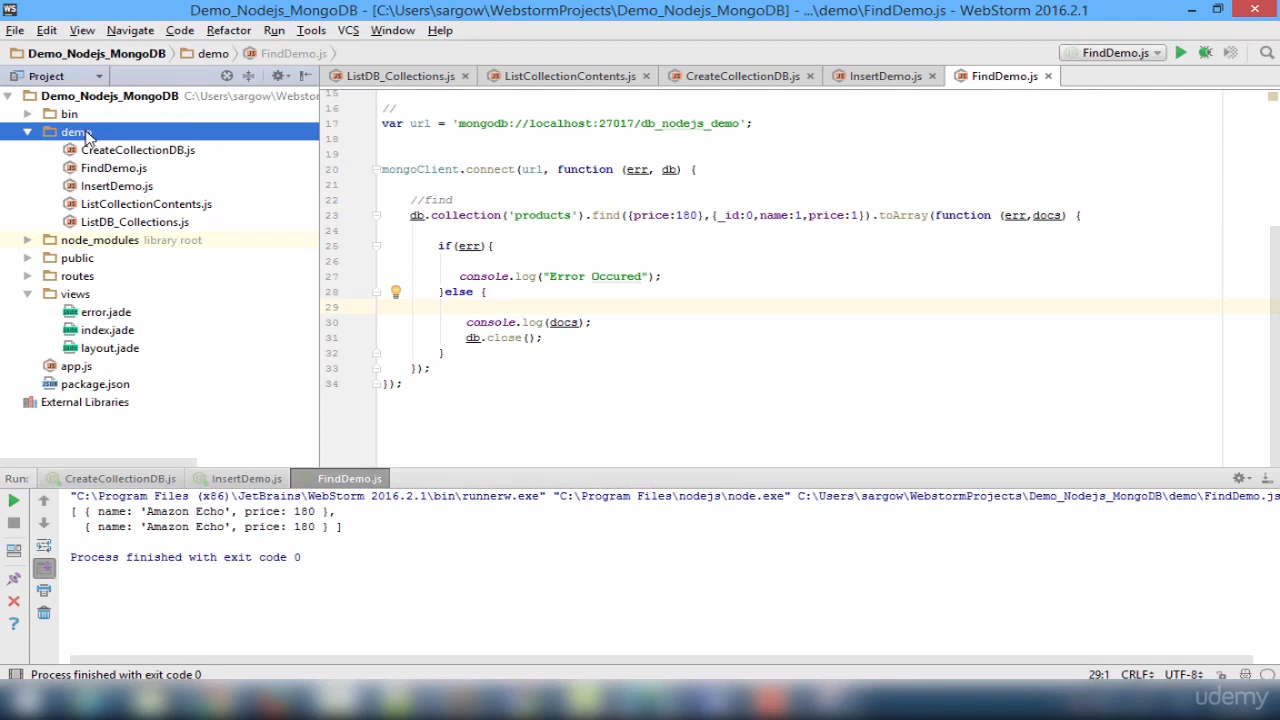 WS
Demo_Nodejs_MongoDB - [C:\Users\sargow\WebstormProjects\Demo_Nodejs_MongoDB] - ...\demo\FindDemo.js - WebStorm 2016.2.1
File Edit View Navigate Code Refactor Run Tools VCS Window Help
Demo_Nodejs_MongoDB demo FindDemo.js FindDemo.js
Project ListDB_Collections.js ListCollectionContents.js CreateCollectionDB.js InsertDemo.js FindDemo.js
Demo_Nodejs_MongoDB C:\Users\sargow\Webstor
bin
demo
CreateCollectionDB.js
FindDemo.js
InsertDemo.js
ListCollectionContents.js
ListDB_Collections.js
node_modules library root
public
routes
views
error.jade
index.jade
layout.jade
app.js
package.json
External Libraries
15
16 //
17 var url = 'mongodb://localhost:27017/db_nodejs_demo';
18
19
20 mongoClient.connect(url, function (err, db) {
21
22 //find
23 db.collection('products').find({price:180},{_id:0,name:1,price:1}).toArray(function (err,docs) {
24
25 if(err){
26
27 console.log("Error Occured");
28 }else {
29
30 console.log(docs);
31 db.close();
32 }
33 });
34 });
Run: CreateCollectionDB.js InsertDemo.js FindDemo.js
"C:\Program Files (x86)\JetBrains\WebStorm 2016.2.1\bin\runnerw.exe" "C:\Program Files\nodejs\node.exe" C:\Users\sargow\WebstormProjects\Demo_Nodejs_MongoDB\demo\FindDemo.js
[ { name: 'Amazon Echo', price: 180 },
{ name: 'Amazon Echo', price: 180 } ]
Process finished with exit code 0
Process finished with exit code 0 29:1 CRLF UTF-8
udemy